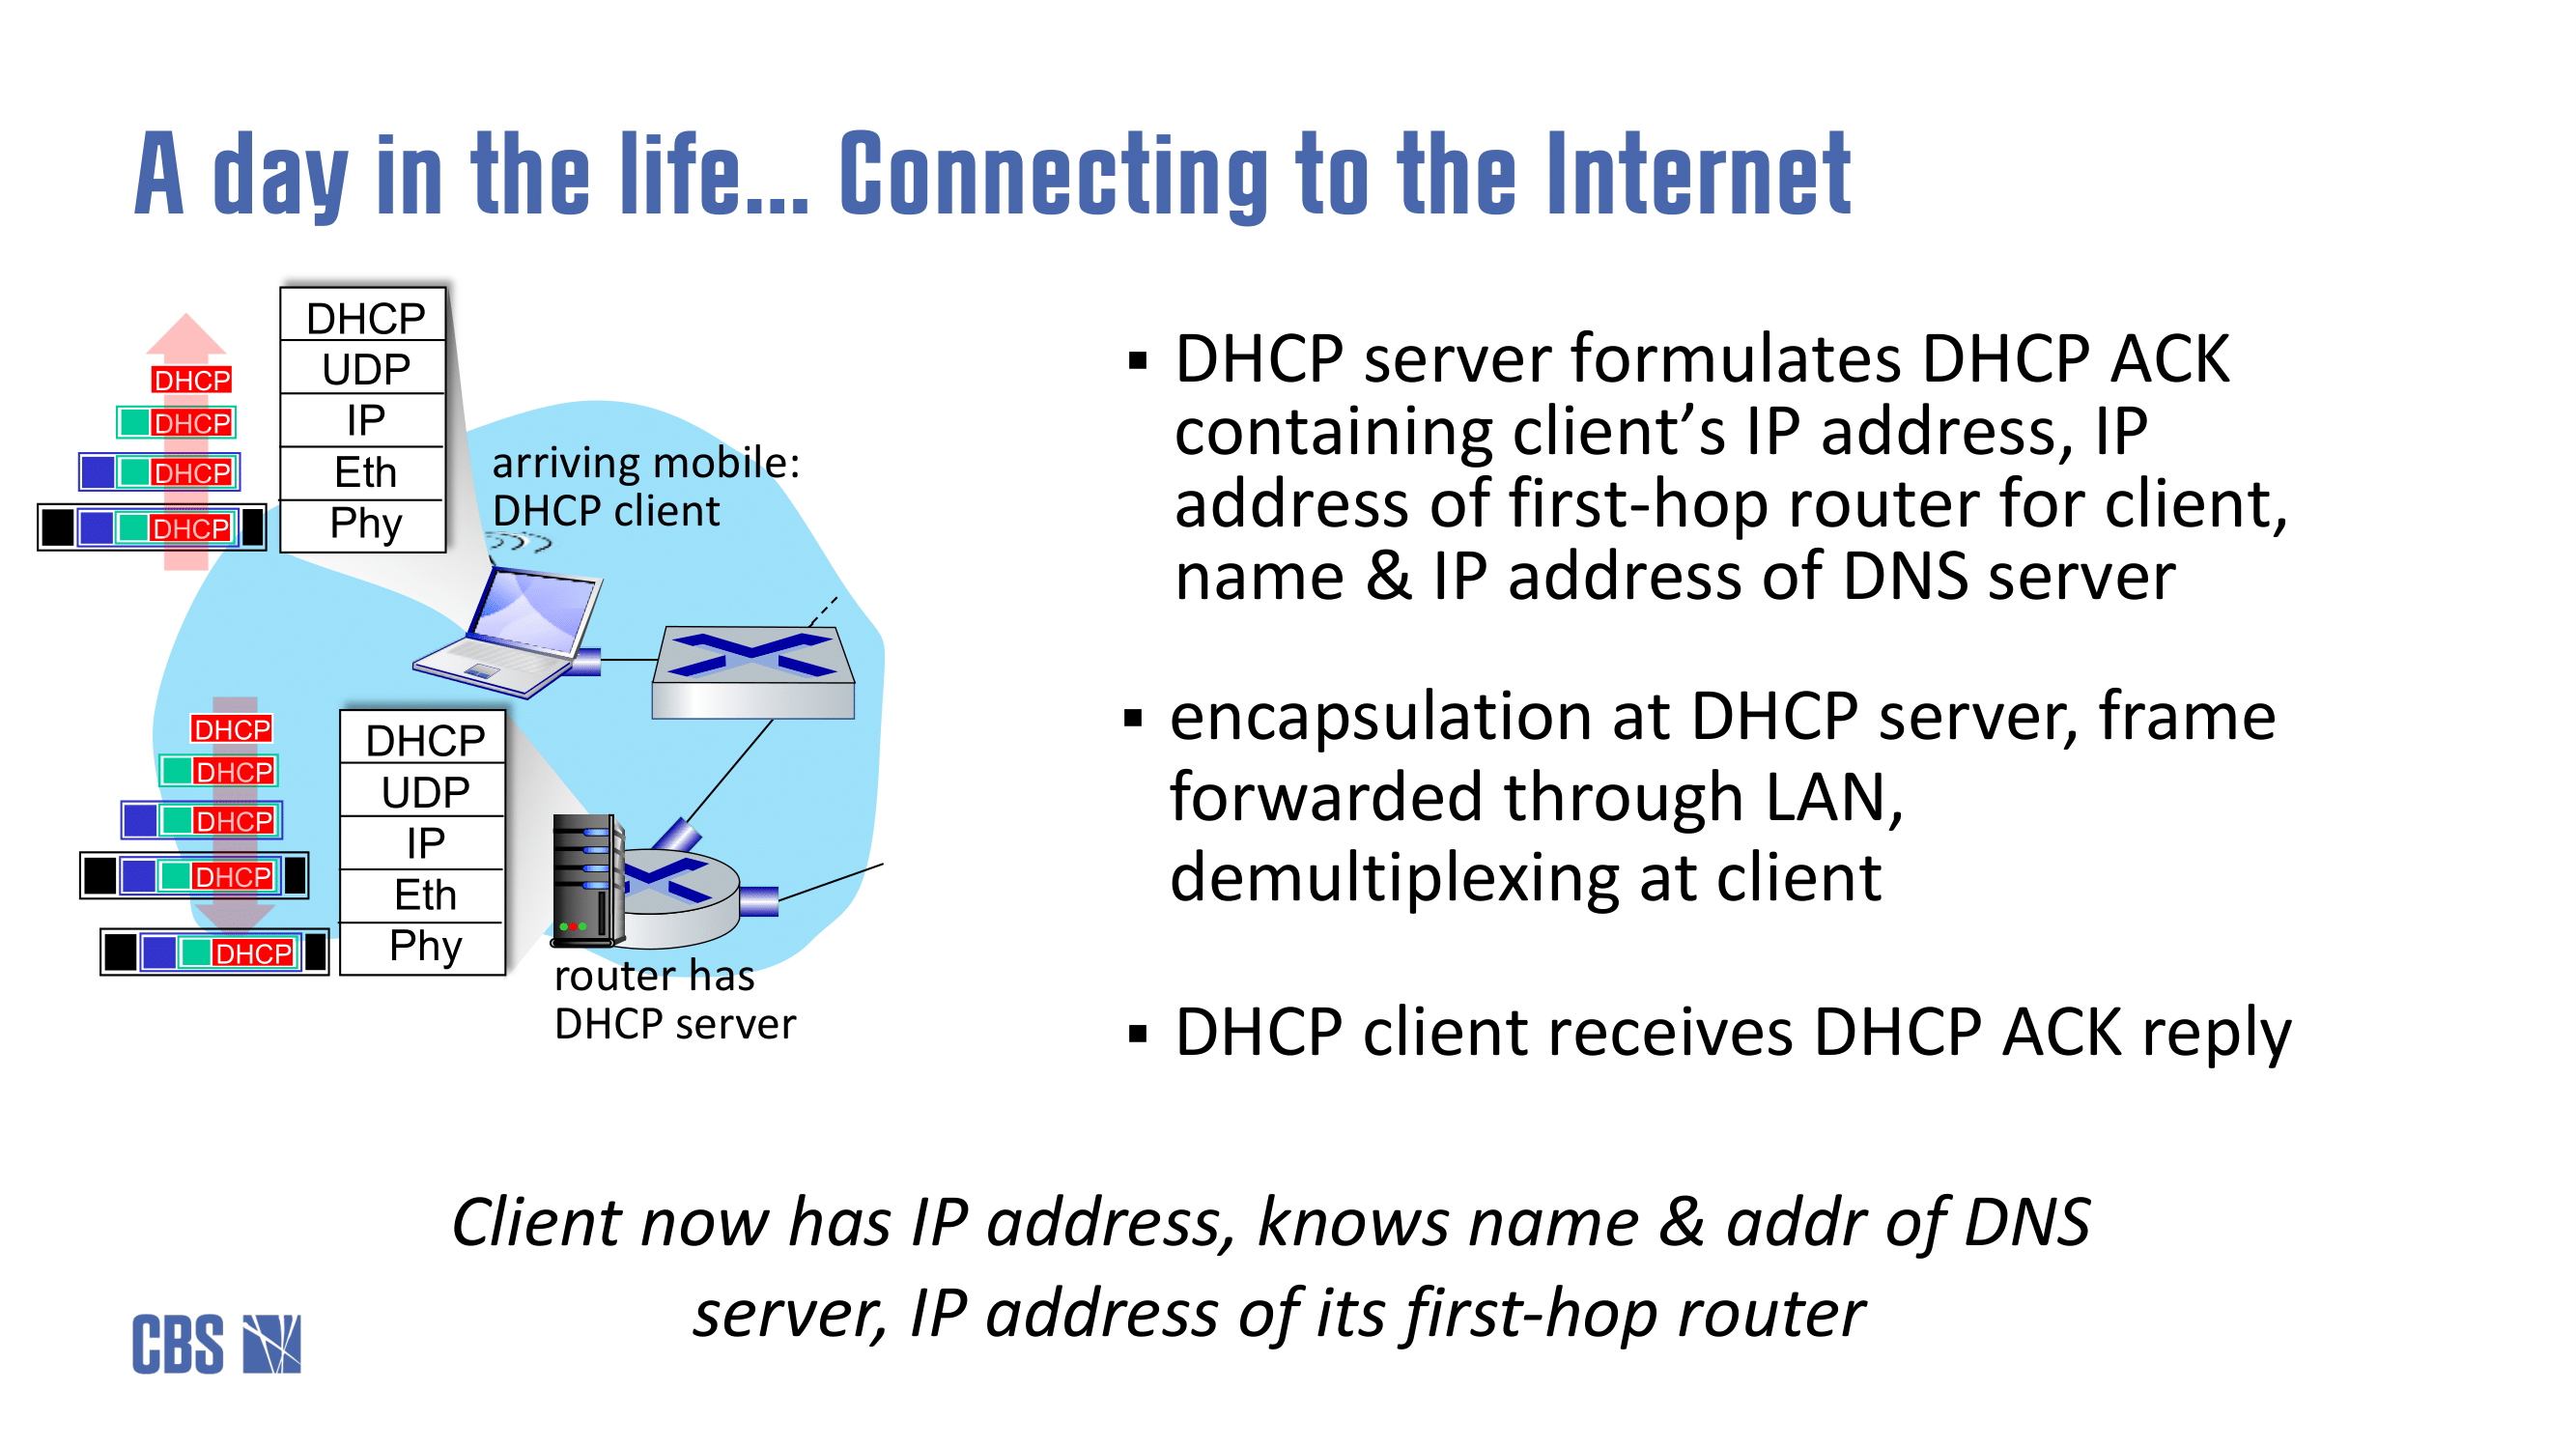 A day in the life... Connecting to the Internet
DHCP
UDP
IP
Eth
Phy
DHCP
DHCP
DHCP
DHCP
arriving mobile:
DHCP client
DHCP
UDP
IP
Eth
Phy
DHCP
DHCP
DHCP
DHCP
DHCP
router has
DHCP server
▪ DHCP server formulates DHCP ACK
containing client’s IP address, IP
address of first-hop router for client,
name & IP address of DNS server
▪ encapsulation at DHCP server, frame
forwarded through LAN,
demultiplexing at client
▪ DHCP client receives DHCP ACK reply
Client now has IP address, knows name & addr of DNS
server, IP address of its first-hop router
CBS